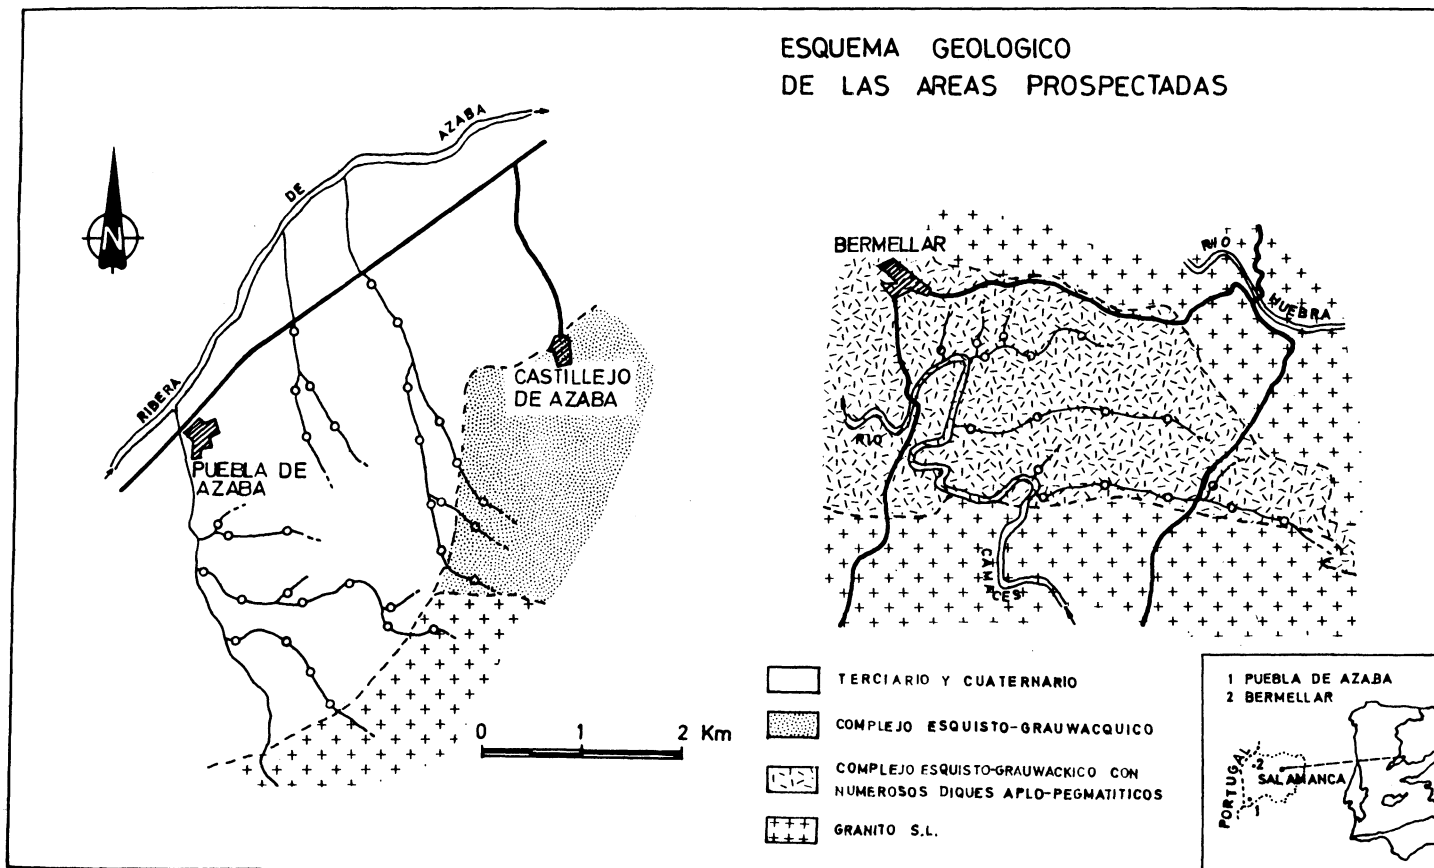 ESQUEMA GEOLOGICO
DE LAS AREAS PROSPECTADAS
RIBERA DE AZABA
N
CASTILLEJO
DE AZABA
PUEBLA DE
AZABA
0 1 2 Km
BERMELLAR
RIO
HUEBRA
RIO
CAMACES
TERCIARIO Y CUATERNARIO
COMPLEJO ESQUISTO-GRAUWACQUICO
COMPLEJO ESQUISTO-GRAUWACKICO CON
NUMEROSOS DIQUES APLO-PEGMATITICOS
GRANITO S.L.
1 PUEBLA DE AZABA
2 BERMELLAR
PORTUGAL
2
SALAMANCA
1